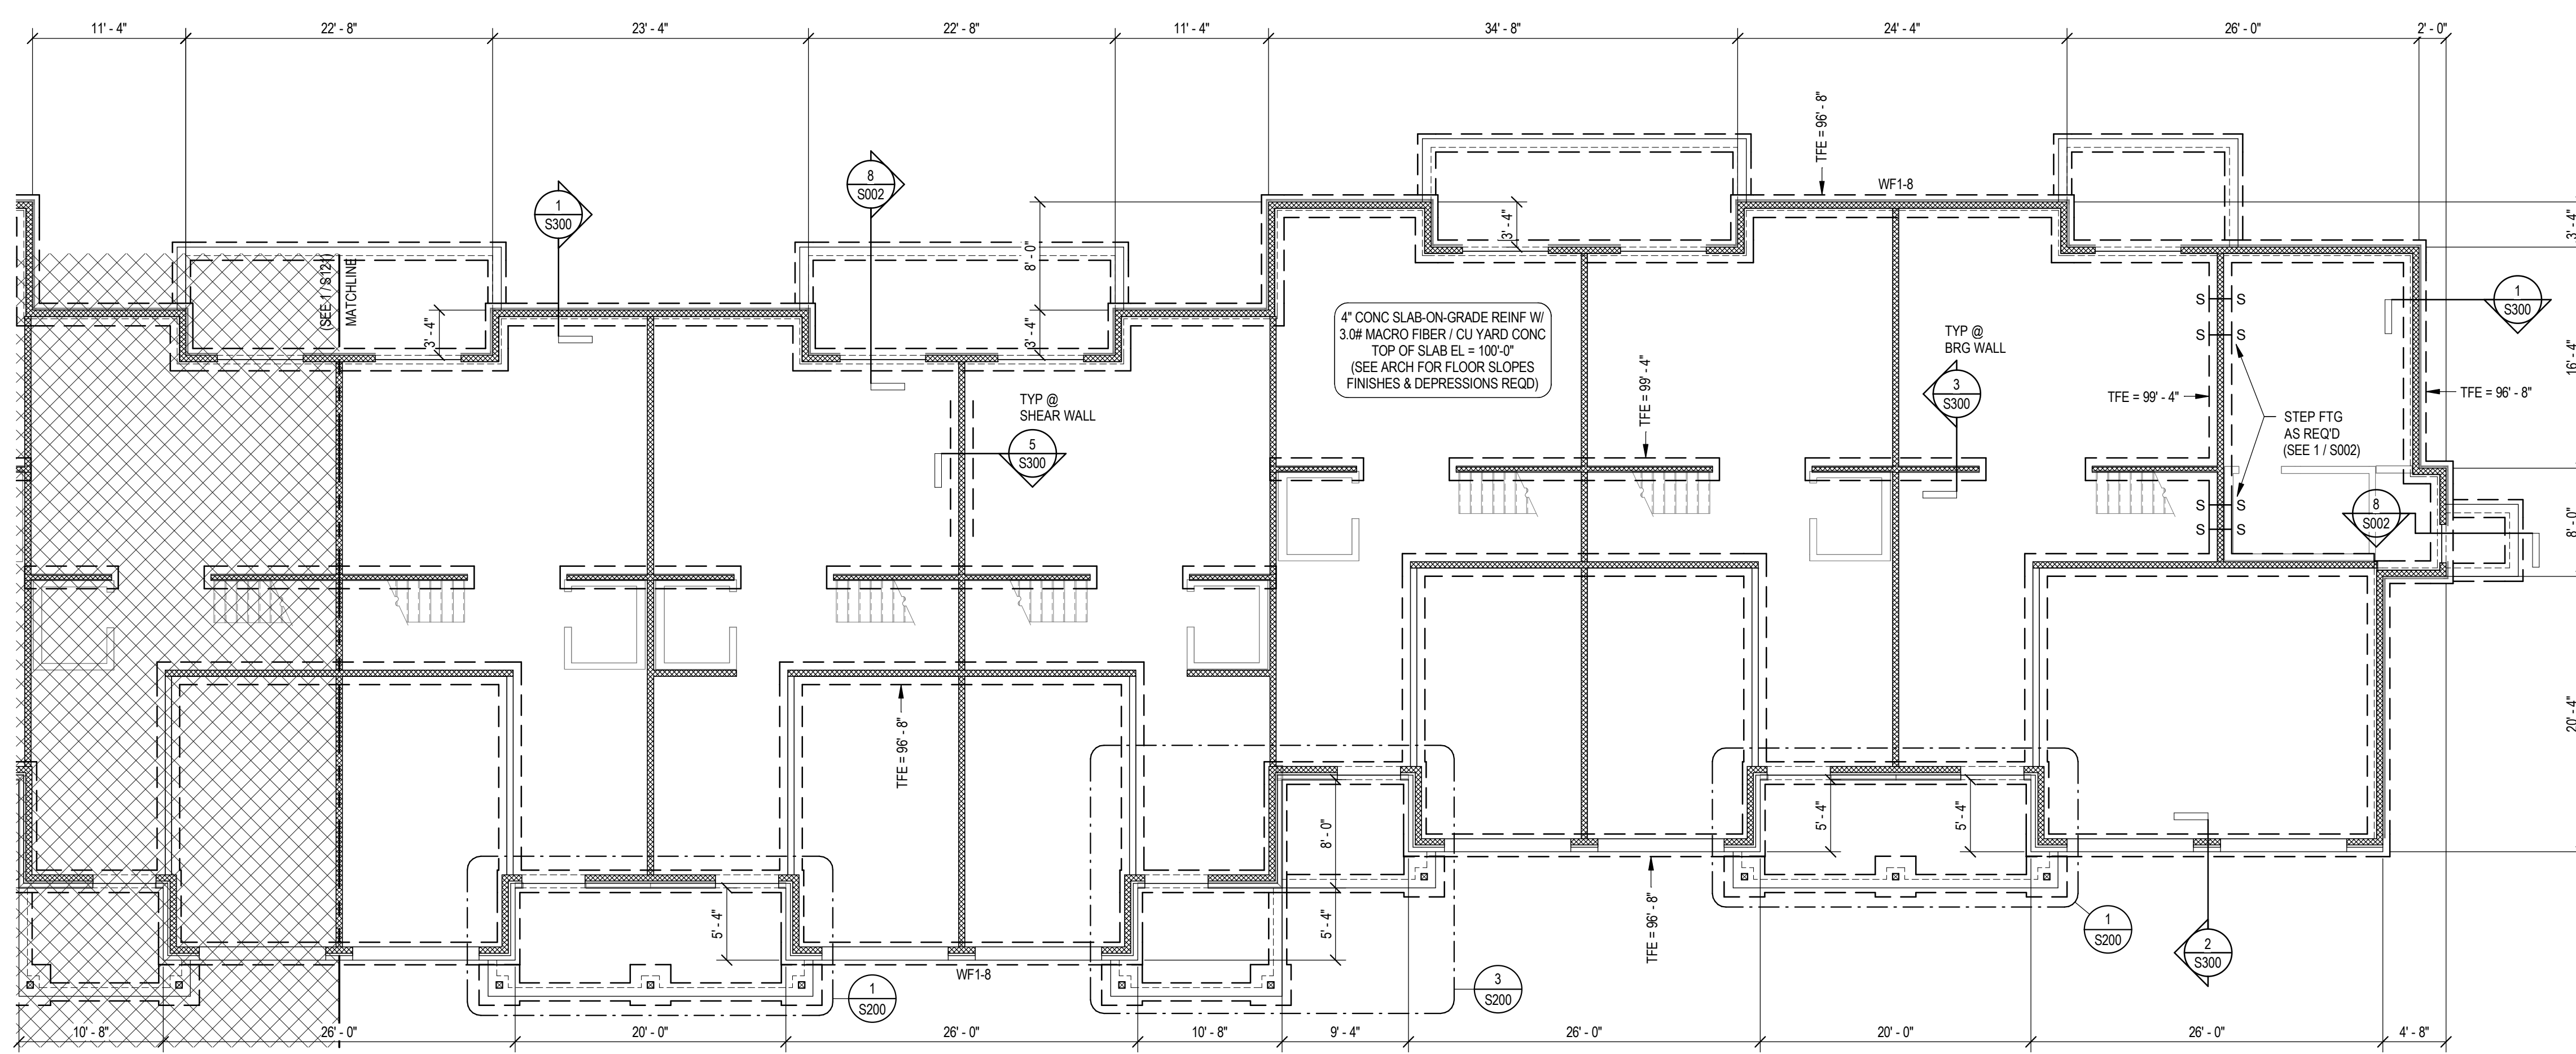 11' - 4"
22' - 8"
23' - 4"
22' - 8"
11' - 4"
34' - 8"
24' - 4"
26' - 0"
2' - 0"
TFE = 96' - 8"
8
S002
1
S300
WF1-8
8' - 0"
3' - 4"
3' - 4"
(SEE 1 / S121)
MATCHLINE
3' - 4"
3' - 4"
1
S300
4" CONC SLAB-ON-GRADE REINF W/
3.0# MACRO FIBER / CU YARD CONC
TOP OF SLAB EL = 100'-0"
(SEE ARCH FOR FLOOR SLOPES
FINISHES & DEPRESSIONS REQD)
S S
S S
TYP @
BRG WALL
3
S300
16' - 4"
TFE = 99' - 4"
TFE = 99' - 4"
TFE = 96' - 8"
TYP @
SHEAR WALL
5
S300
STEP FTG
AS REQ'D
(SEE 1 / S002)
S S
S S
8
S002
8' - 0"
TFE = 96' - 8"
20' - 4"
8' - 0"
5' - 4"
5' - 4"
5' - 4"
5' - 4"
TFE = 96' - 8"
1
S200
2
S300
WF1-8
1
S200
3
S200
10' - 8"
26' - 0"
20' - 0"
26' - 0"
10' - 8"
9' - 4"
26' - 0"
20' - 0"
26' - 0"
4' - 8"